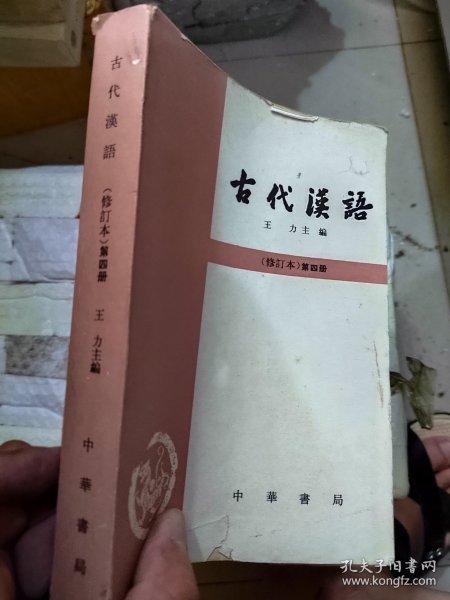 古代漢語
(修訂本)第四册
王力主編
中華書局
古代漢語
王力主編
(修訂本)第四册
中華書局
孔夫子旧书网
www.kongfz.com